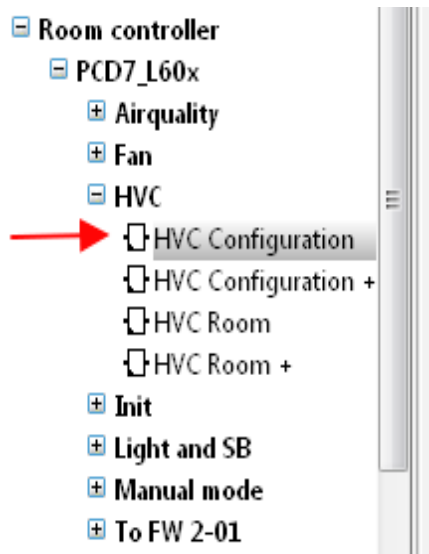 Room controller
PCD7_L60x
Airquality
Fan
HVC
HVC Configuration
HVC Configuration +
HVC Room
HVC Room +
Init
Light and SB
Manual mode
To FW 2-01